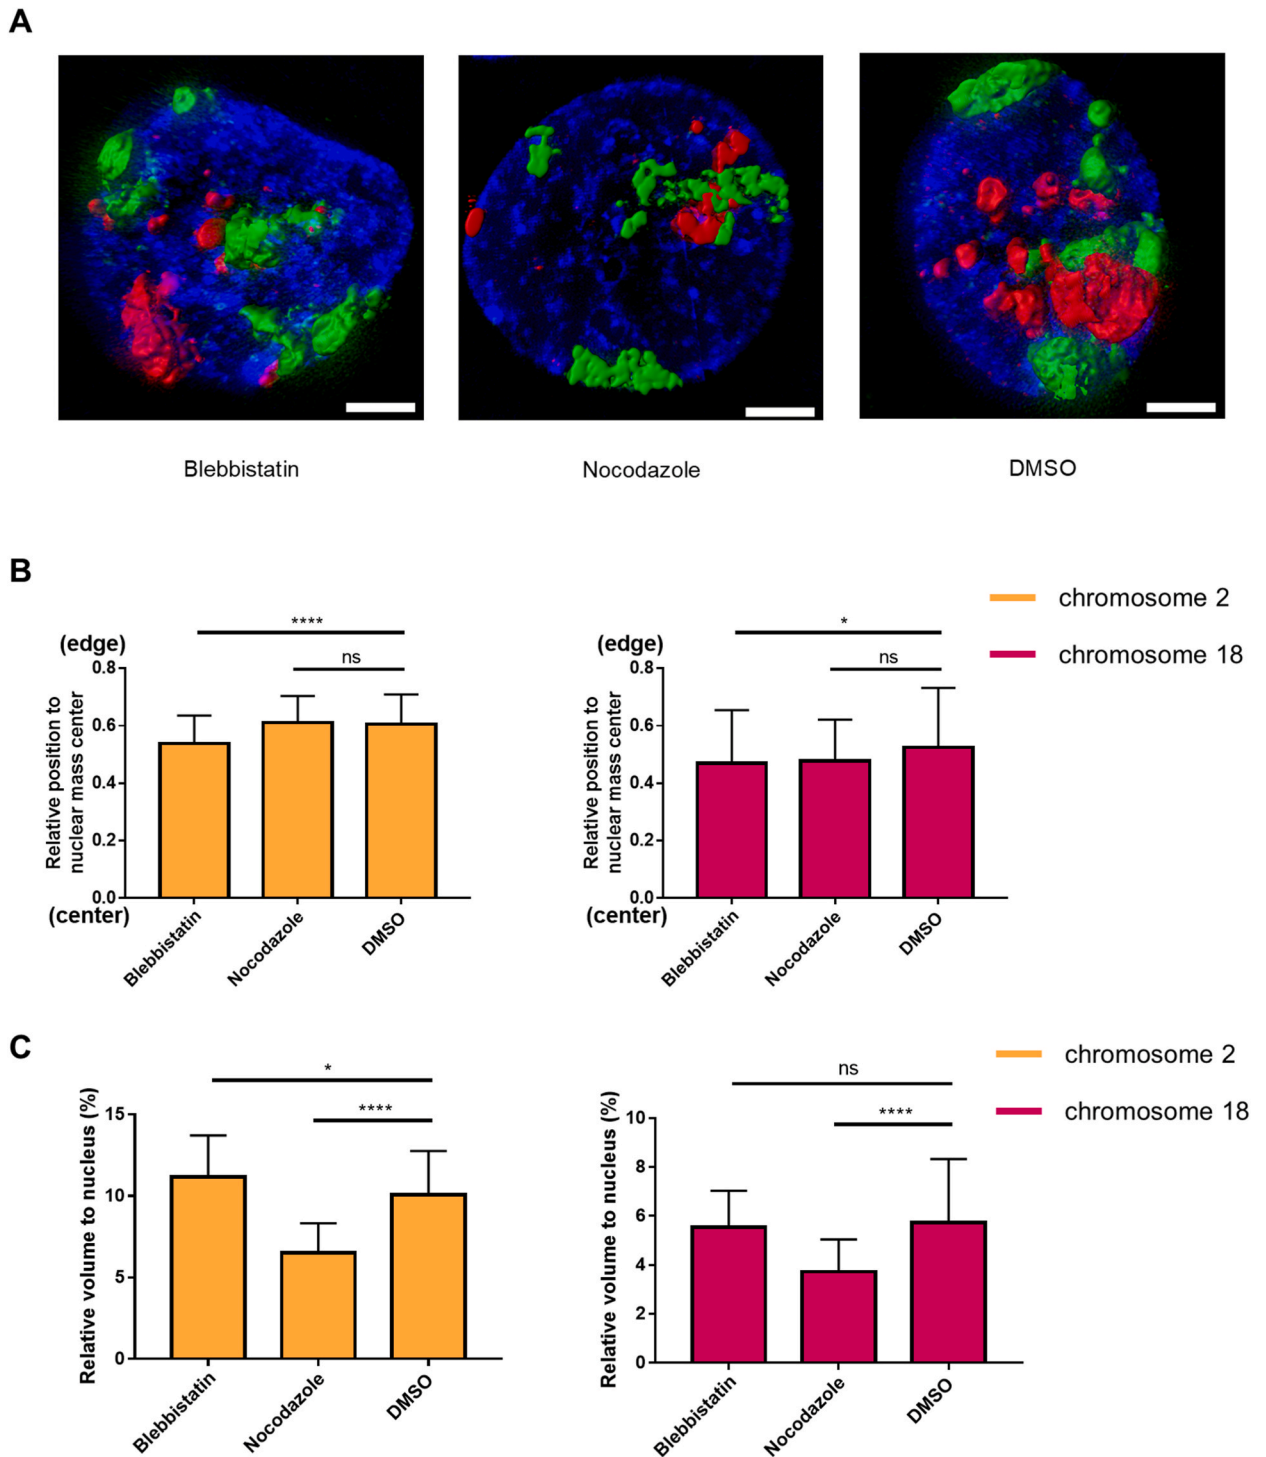 A
Blebbistatin
Nocodazole
DMSO
B
chromosome 2
chromosome 18
(edge)
****
ns
0.8
0.6
0.4
0.2
0.0
Relative position to
nuclear mass center
(center)
Blebbistatin
Nocodazole
DMSO
(edge)
*
ns
0.8
0.6
0.4
0.2
0.0
Relative position to
nuclear mass center
(center)
Blebbistatin
Nocodazole
DMSO
C
chromosome 2
chromosome 18
*
****
15
10
5
0
Relative volume to nucleus (%)
Blebbistatin
Nocodazole
DMSO
ns
****
10
8
6
4
2
0
Relative volume to nucleus (%)
Blebbistatin
Nocodazole
DMSO